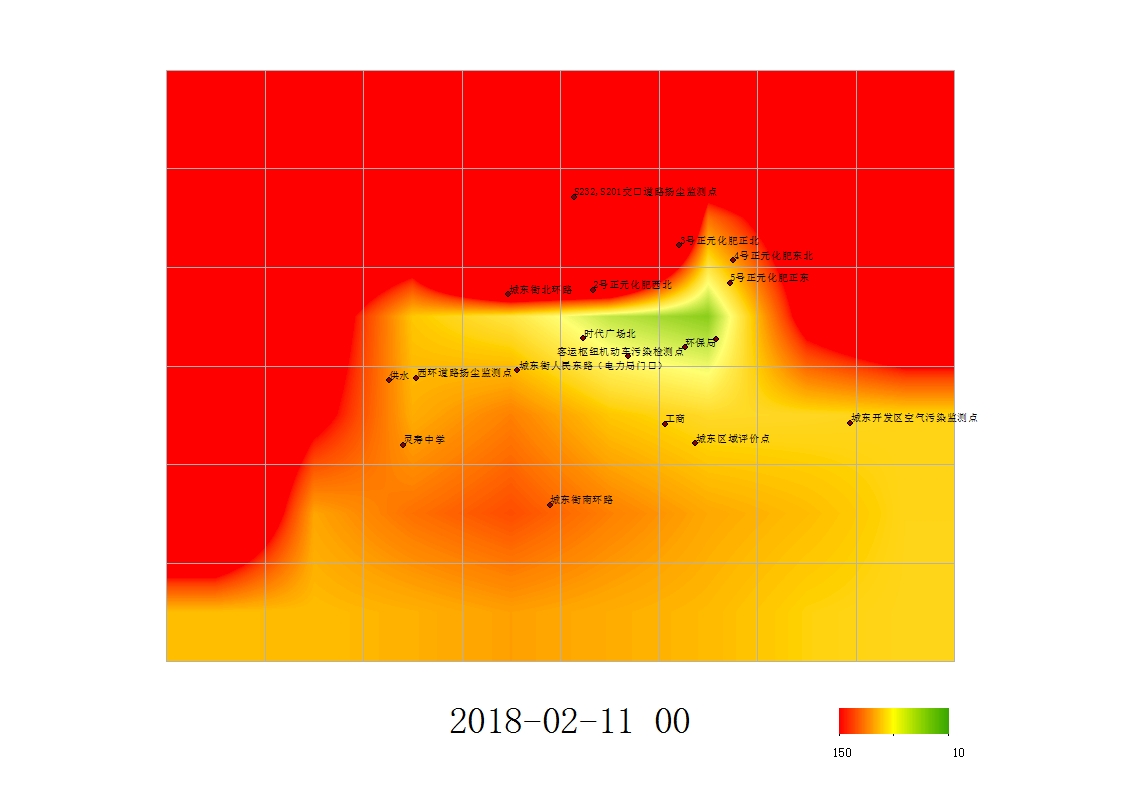 S232,S201交口道路扬尘监测点
3号正元化肥正北
4号正元化肥东北
5号正元化肥正东
城东街北环路
2号正元化肥西北
时代广场北
环保局
客运枢纽机动车污染检测点
城东街人民东路(电力局门口)
供水
西环道路扬尘监测点
工商
城东开发区空气污染监测点
灵寿中学
城东区域评价点
城东街南环路
2018-02-11 00
150
10